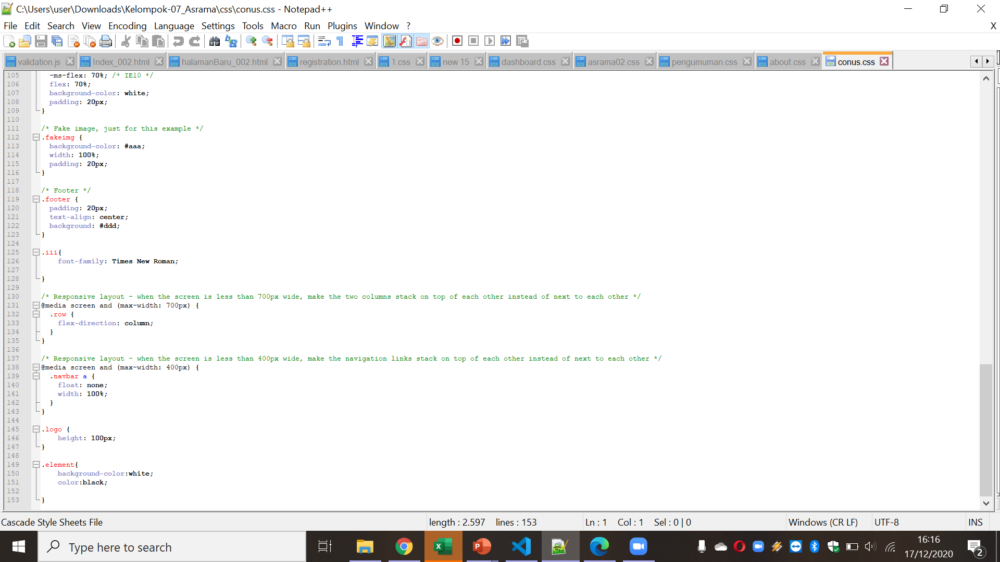 C:\Users\user\Downloads\Kelompok-07_Asrama\css\conus.css - Notepad++
File Edit Search View Encoding Language Settings Tools Macro Run Plugins Window ? X
validation.js Index_002.html halamanBaru_002.html registration.html 1.css new 15 dashboard.css asrama02.css pengumuman.css about.css conus.css
105 -ms-flex: 70%; /* IE10 */
106 flex: 70%;
107 background-color: white;
108 padding: 20px;
109 }
110
111 /* Fake image, just for this example */
112 .fakeimg {
113 background-color: #aaa;
114 width: 100%;
115 padding: 20px;
116 }
117
118 /* Footer */
119 .footer {
120 padding: 20px;
121 text-align: center;
122 background: #ddd;
123 }
124
125 .iii{
126 font-family: Times New Roman;
127
128 }
129
130 /* Responsive layout - when the screen is less than 700px wide, make the two columns stack on top of each other instead of next to each other */
131 @media screen and (max-width: 700px) {
132 .row {
133 flex-direction: column;
134 }
135 }
136
137 /* Responsive layout - when the screen is less than 400px wide, make the navigation links stack on top of each other instead of next to each other */
138 @media screen and (max-width: 400px) {
139 .navbar a {
140 float: none;
141 width: 100%;
142 }
143 }
144
145 .logo {
146 height: 100px;
147 }
148
149 .element{
150 background-color:white;
151 color:black;
152
153 }
Cascade Style Sheets File length : 2.597 lines : 153 Ln : 1 Col : 1 Sel : 0 | 0 Windows (CR LF) UTF-8 INS
Type here to search
16:16
17/12/2020
2